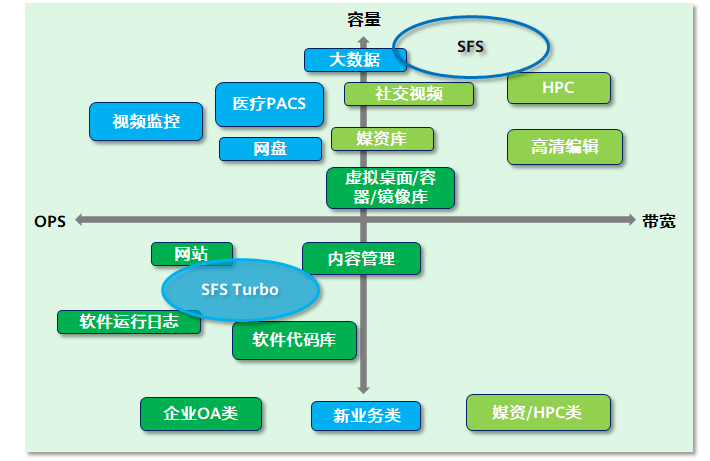 容量
SFS
大数据
HPC
社交视频
医疗PACS
视频监控
媒资库
高清编辑
网盘
虚拟桌面/容
器/镜像库
OPS
带宽
网站
内容管理
SFS Turbo
软件运行日志
软件代码库
企业OA类
新业务类
媒资/HPC类